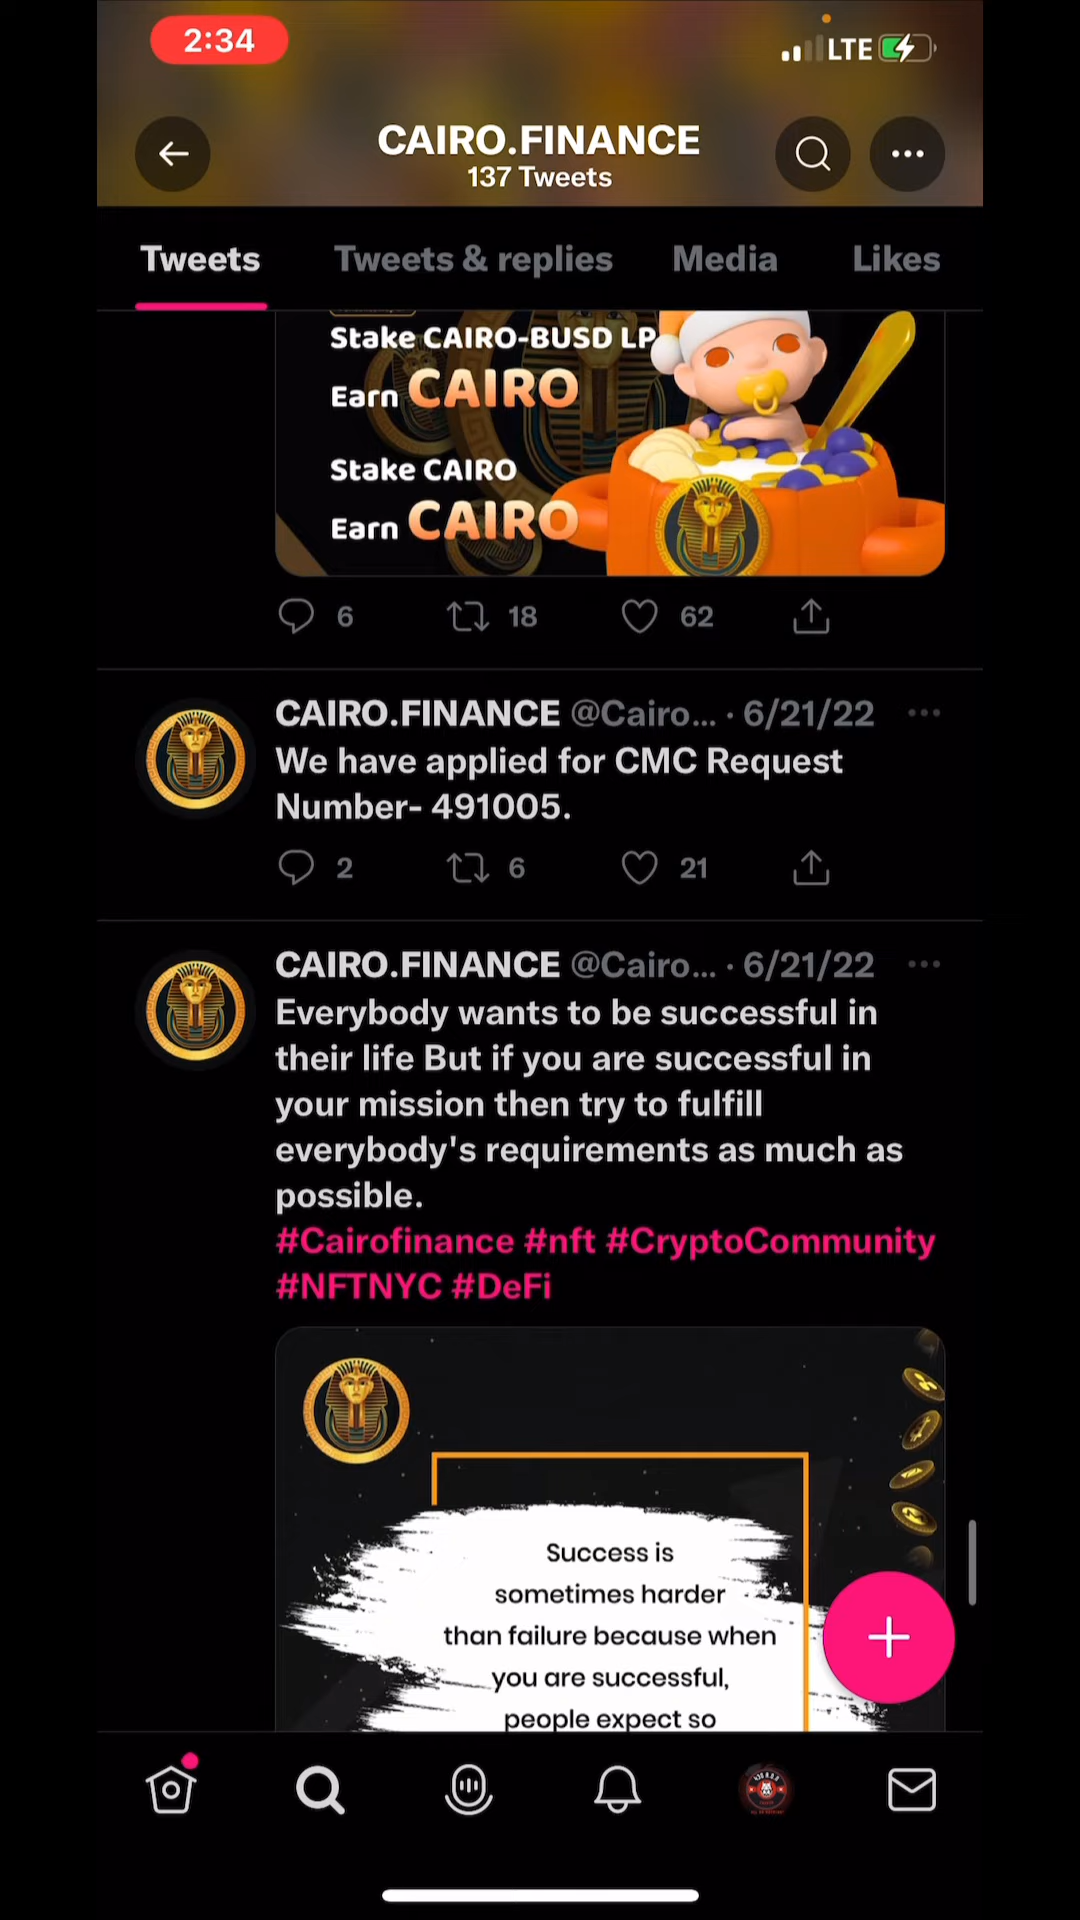 2:34
LTE
CAIRO.FINANCE
137 Tweets
Tweets
Tweets & replies
Media
Likes
Stake CAIRO-BUSD LP
Earn CAIRO
Stake CAIRO
Earn CAIRO
6
18
62
CAIRO.FINANCE @Cairo... · 6/21/22
We have applied for CMC Request
Number- 491005.
2
6
21
CAIRO.FINANCE @Cairo... · 6/21/22
Everybody wants to be successful in
their life But if you are successful in
your mission then try to fulfill
everybody's requirements as much as
possible.
#Cairofinance #nft #CryptoCommunity
#NFTNYC #DeFi
Success is
sometimes harder
than failure because when
you are successful,
people expect so